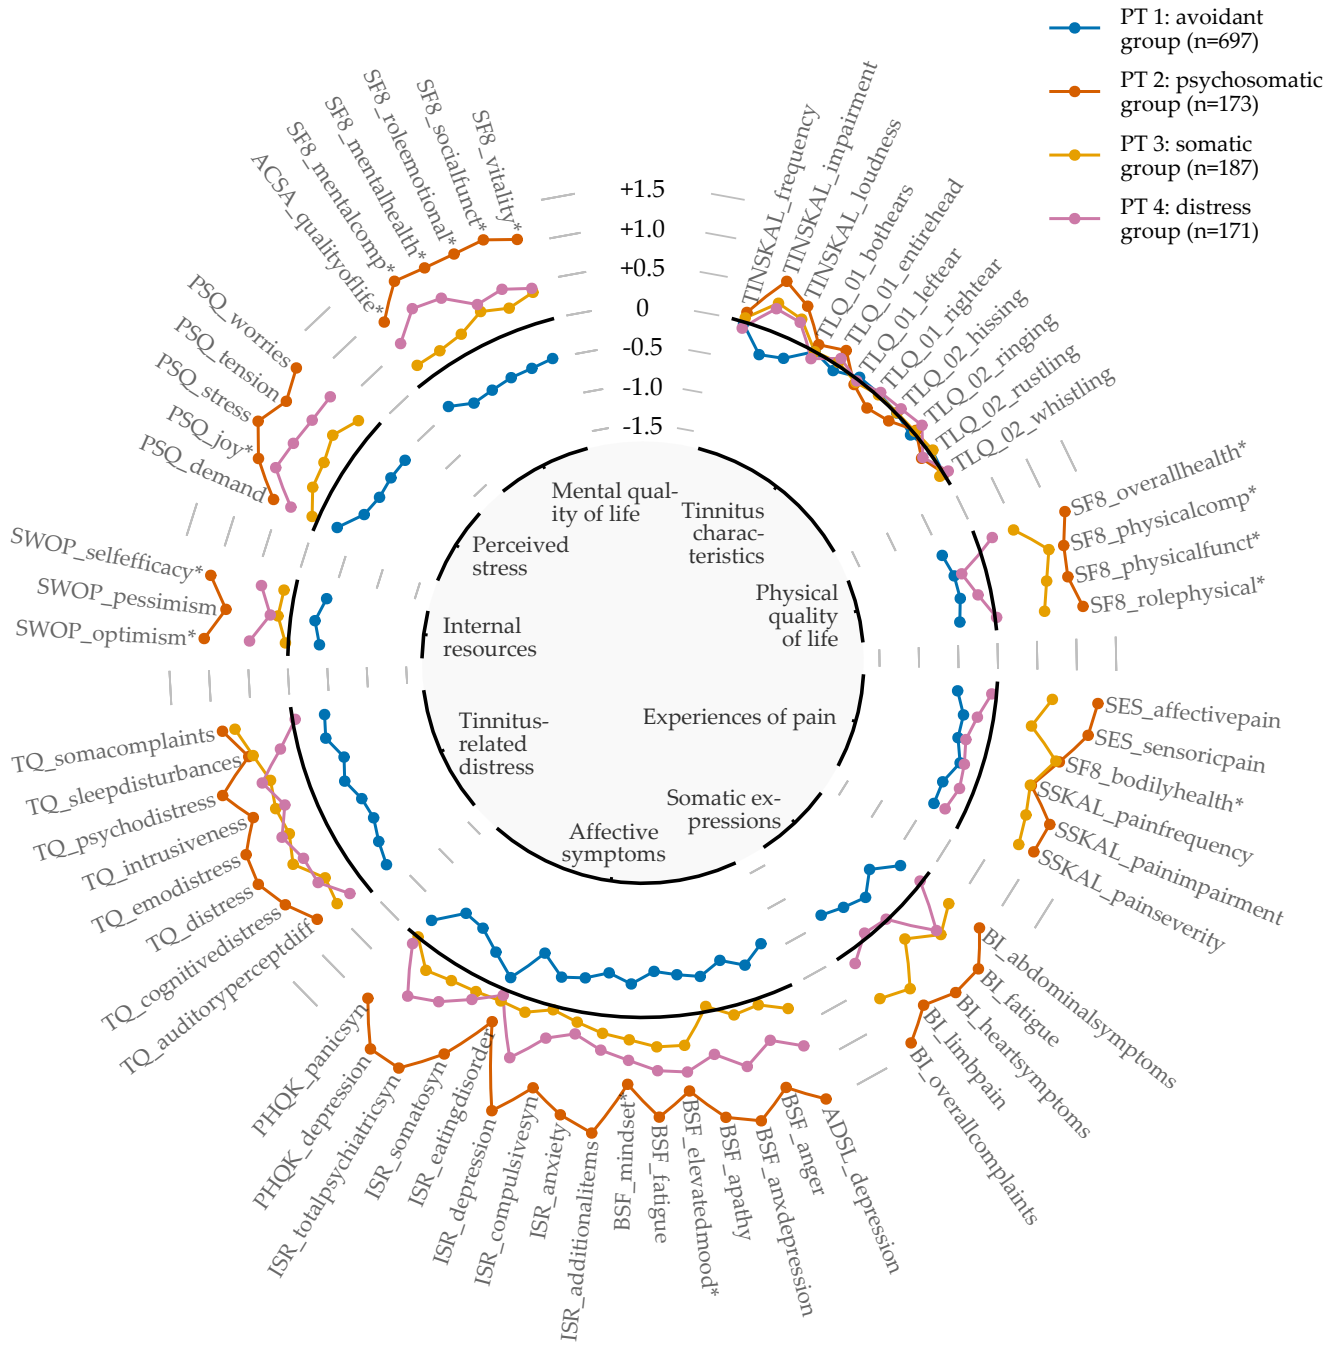 PT 1: avoidant
group (n=697)
PT 2: psychosomatic
group (n=173)
PT 3: somatic
group (n=187)
PT 4: distress
group (n=171)
+1.5
+1.0
+0.5
0
-0.5
-1.0
-1.5
TINSKAL_frequency
TINSKAL_impairment
TINSKAL_loudness
TLQ_01_bothears
TLQ_01_entirehead
TLQ_01_leftear
TLQ_01_rightear
TLQ_02_hissing
TLQ_02_ringing
TLQ_02_rustling
TLQ_02_whistling
SF8_overallhealth*
SF8_physicalcomp*
SF8_physicalfunct*
SF8_rolephysical*
SES_affectivepain
SES_sensoricpain
SF8_bodilyhealth*
SSKAL_painfrequency
SSKAL_painimpairment
SSKAL_painseverity
BI_abdominalsymptoms
BI_fatigue
BI_heartsymptoms
BI_limbpain
BI_overallcomplaints
ADSL_depression
BSF_anger
BSF_anxdepression
BSF_apathy
BSF_elevatedmood*
BSF_fatigue
BSF_mindset*
ISR_additionalitems
ISR_anxiety
ISR_compulsivesyn
ISR_depression
ISR_eatingdisorder
ISR_somatosyn
ISR_totalpsychiatricsyn
PHQK_depression
PHQK_panicsyn
TQ_auditoryperceptdiff
TQ_cognitivedistress
TQ_distress
TQ_emodistress
TQ_intrusiveness
TQ_psychodistress
TQ_sleepdisturbances
TQ_somacomplaints
SWOP_optimism*
SWOP_pessimism
SWOP_selfefficacy*
PSQ_demand
PSQ_joy*
PSQ_stress
PSQ_tension
PSQ_worries
ACSA_qualityoflife*
SF8_mentalcomp*
SF8_mentalhealth*
SF8_roleemotional*
SF8_socialfunct*
SF8_vitality*
Mental qual-
ity of life
Tinnitus
charac-
teristics
Physical
quality
of life
Experiences of pain
Somatic ex-
pressions
Affective
symptoms
Tinnitus-
related
distress
Internal
resources
Perceived
stress